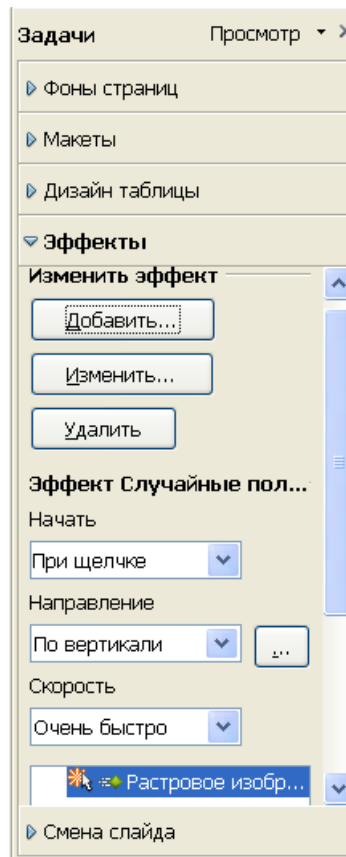 Задачи Просмотр
Фоны страниц
Макеты
Дизайн таблицы
Эффекты
Изменить эффект
Добавить...
Изменить...
Удалить
Эффект Случайные пол...
Начать
При щелчке
Направление
По вертикали ...
Скорость
Очень быстро
Растровое изобр...
Смена слайда